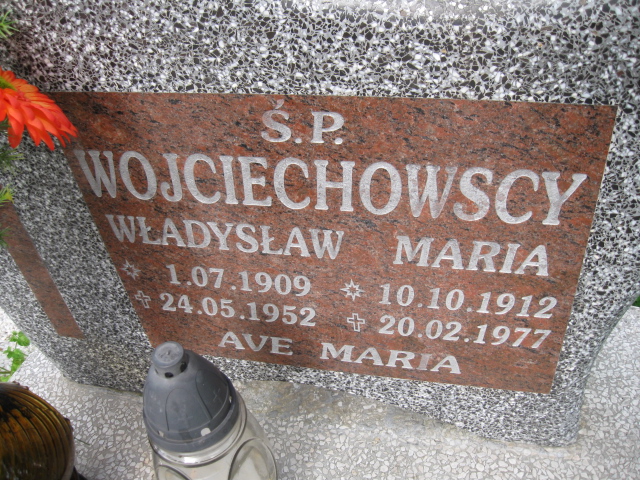 Ś.P.
WOJCIECHOWSCY
WŁADYSŁAW MARIA
1.07.1909 10.10.1912
24.05.1952 20.02.1977
AVE MARIA